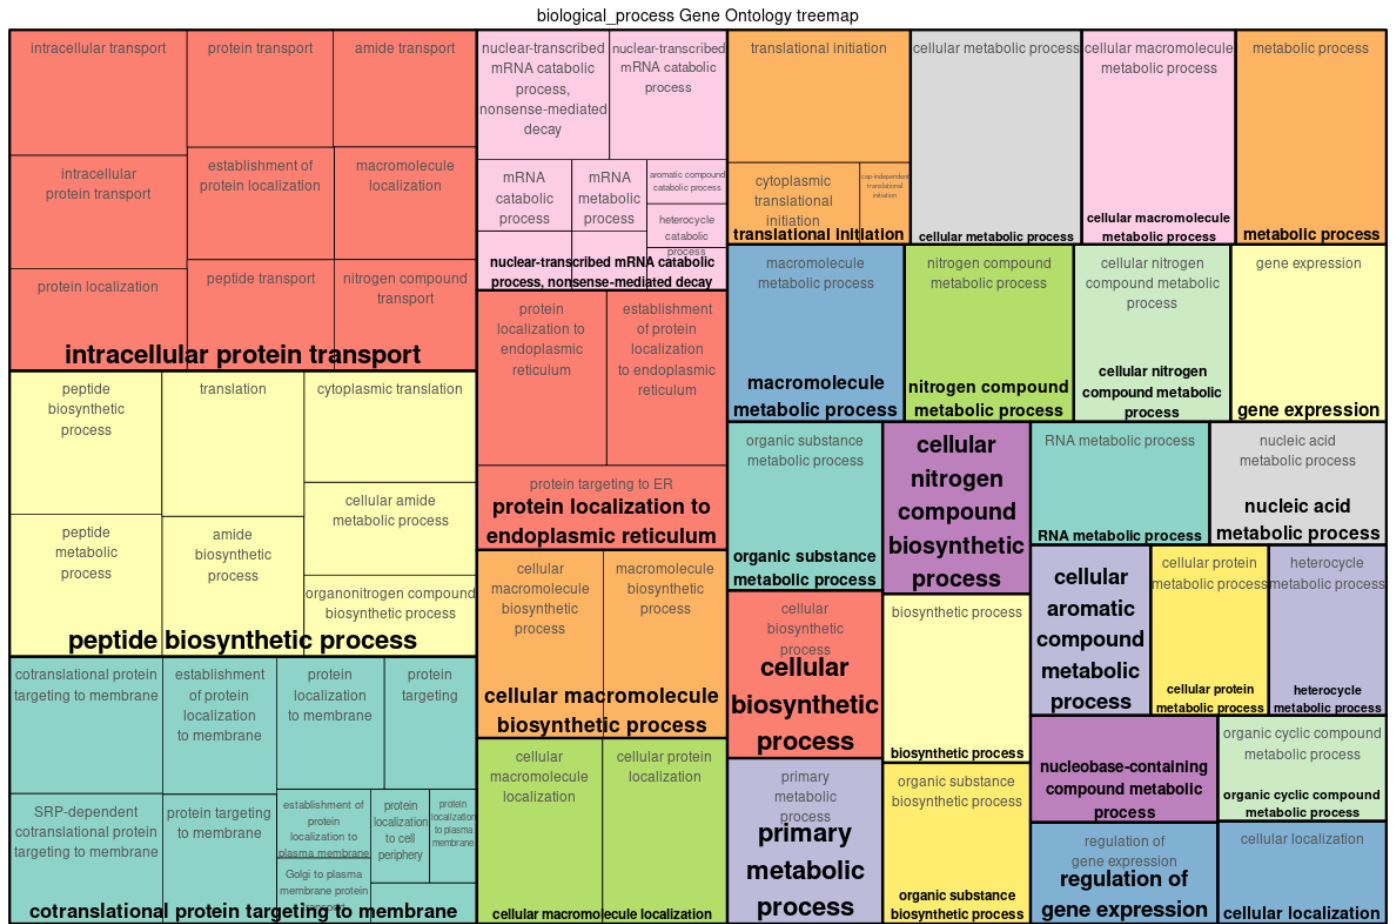 biological_process Gene Ontology treemap
intracellular transport
protein transport
amide transport
intracellular
protein transport
establishment of
protein localization
macromolecule
localization
protein localization
peptide transport
nitrogen compound
transport
intracellular protein transport
peptide
biosynthetic
process
translation
cytoplasmic translation
cellular amide
metabolic process
peptide
metabolic
process
amide
biosynthetic
process
organonitrogen compound
biosynthetic process
peptide biosynthetic process
cotranslational protein
targeting to membrane
establishment
of protein
localization
to membrane
protein
localization
to membrane
protein
targeting
SRP-dependent
cotranslational protein
targeting to membrane
protein targeting
to membrane
establishment of
protein
localization to
plasma membrane
protein
localization
to cell
periphery
protein
localization
to plasma
membrane
Golgi to plasma
membrane protein
transport
cotranslational protein targeting to membrane
nuclear-transcribed
mRNA catabolic
process,
nonsense-mediated
decay
nuclear-transcribed
mRNA catabolic
process
mRNA
catabolic
process
mRNA
metabolic
process
aromatic compound
catabolic process
heterocycle
catabolic
process
nuclear-transcribed mRNA catabolic
process, nonsense-mediated decay
protein
localization to
endoplasmic
reticulum
establishment
of protein
localization
to endoplasmic
reticulum
protein targeting to ER
protein localization to
endoplasmic reticulum
cellular
macromolecule
biosynthetic
process
macromolecule
biosynthetic
process
cellular macromolecule
biosynthetic process
cellular
macromolecule
localization
cellular protein
localization
cellular macromolecule localization
translational initiation
cytoplasmic
translational
initiation
cap-independent
translational
initiation
translational initiation
cellular metabolic process
cellular metabolic process
cellular macromolecule
metabolic process
cellular macromolecule
metabolic process
metabolic process
metabolic process
macromolecule
metabolic process
macromolecule
metabolic process
nitrogen compound
metabolic process
nitrogen compound
metabolic process
cellular nitrogen
compound metabolic
process
cellular nitrogen
compound metabolic
process
gene expression
gene expression
organic substance
metabolic process
organic substance
metabolic process
cellular
nitrogen
compound
biosynthetic
process
RNA metabolic process
RNA metabolic process
nucleic acid
metabolic process
nucleic acid
metabolic process
cellular
biosynthetic
process
cellular
biosynthetic
process
biosynthetic process
biosynthetic process
cellular
aromatic
compound
metabolic
process
cellular protein
metabolic process
cellular protein
metabolic process
heterocycle
metabolic process
heterocycle
metabolic process
primary
metabolic
process
primary
metabolic
process
organic substance
biosynthetic process
organic substance
biosynthetic process
nucleobase-containing
compound metabolic
process
organic cyclic compound
metabolic process
organic cyclic compound
metabolic process
regulation of
gene expression
regulation of
gene expression
cellular localization
cellular localization